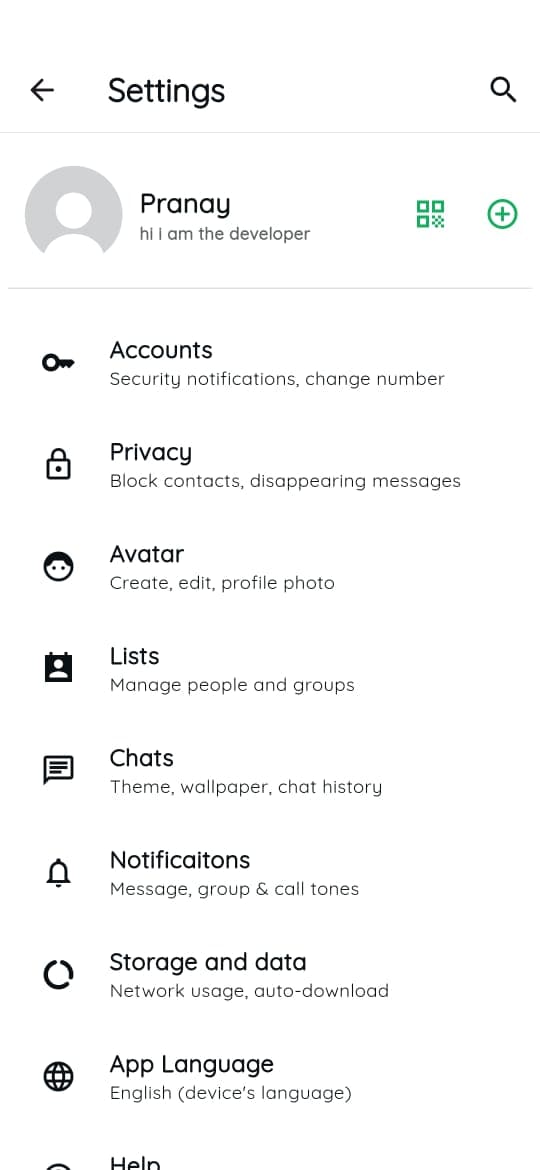 Settings
Pranay
hi i am the developer
Accounts
Security notifications, change number
Privacy
Block contacts, disappearing messages
Avatar
Create, edit, profile photo
Lists
Manage people and groups
Chats
Theme, wallpaper, chat history
Notificaitons
Message, group & call tones
Storage and data
Network usage, auto-download
App Language
English (device's language)
Help